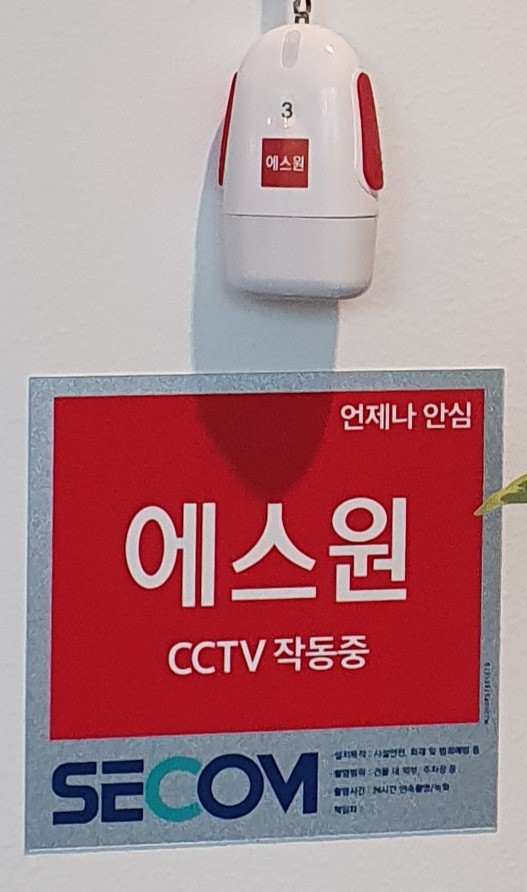 3
에스원
언제나 안심
에스원
CCTV 작동중
SECOM
설치목적 : 시설안전, 화재 및 범죄예방 등
촬영범위 : 건물 내·외부, 주차장 등
촬영시간 : 24시간 연속촬영/녹화
책임자 :